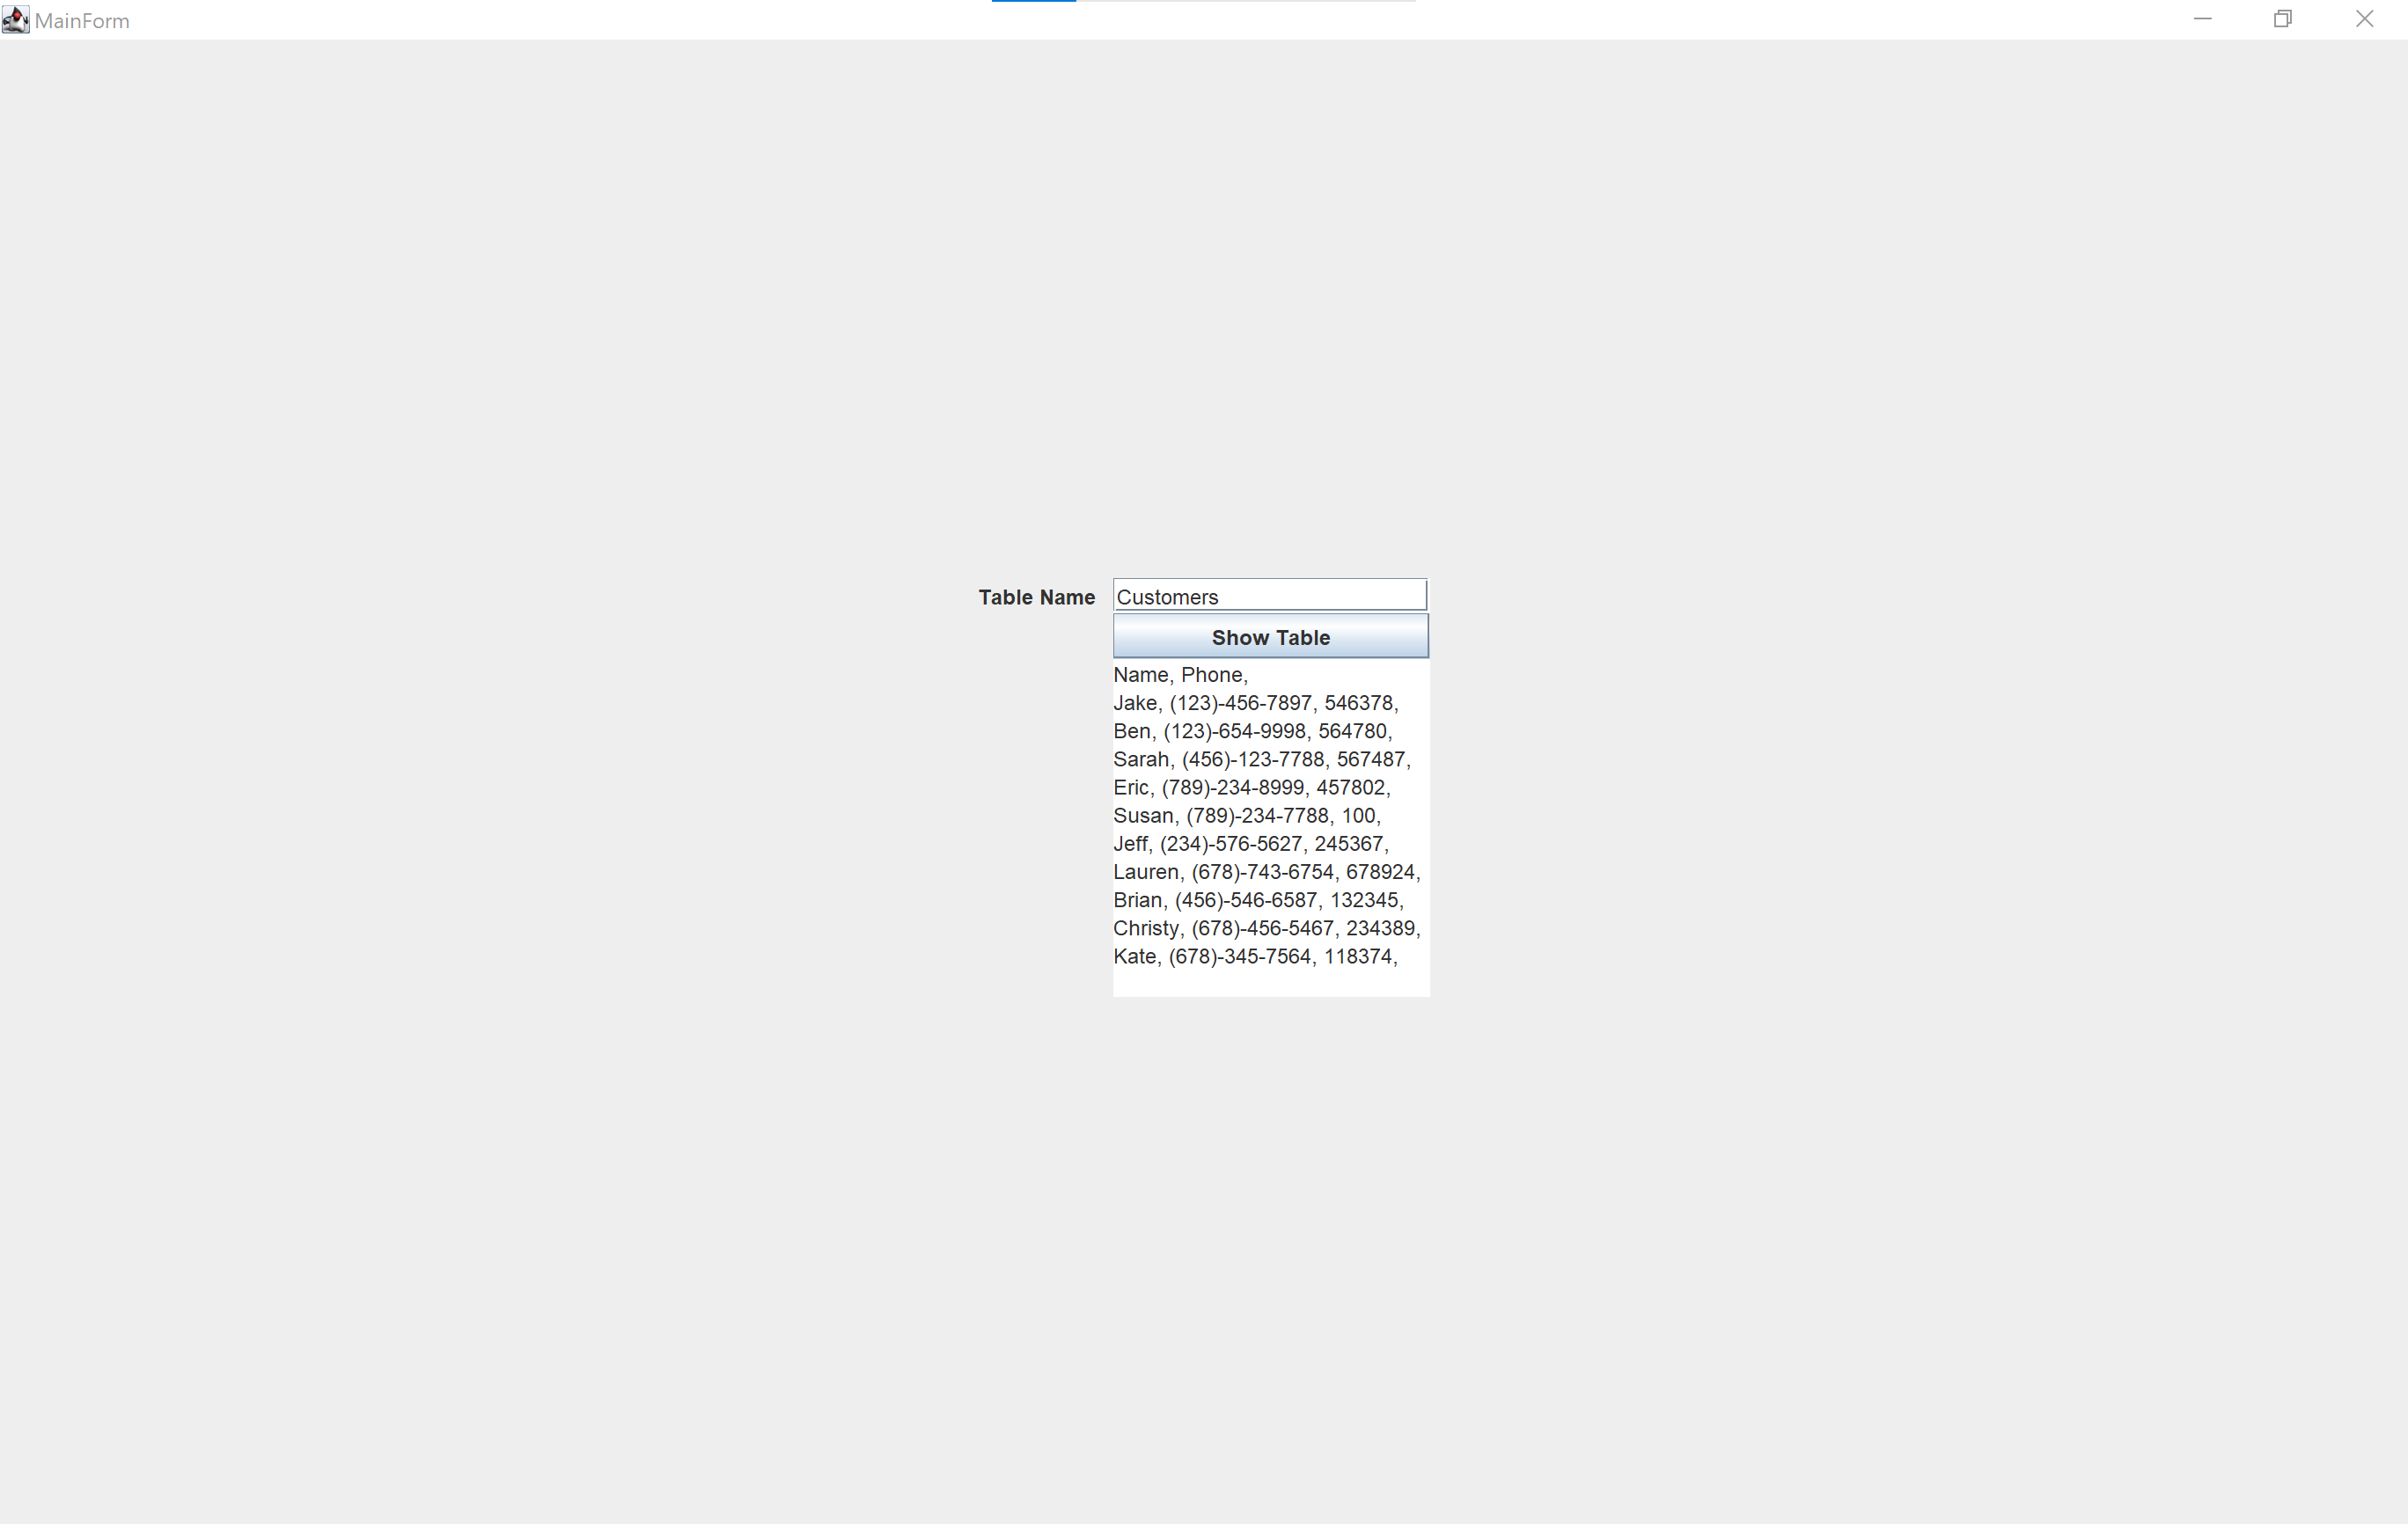 MainForm
Table Name Customers
Show Table
Name, Phone,
Jake, (123)-456-7897, 546378,
Ben, (123)-654-9998, 564780,
Sarah, (456)-123-7788, 567487,
Eric, (789)-234-8999, 457802,
Susan, (789)-234-7788, 100,
Jeff, (234)-576-5627, 245367,
Lauren, (678)-743-6754, 678924,
Brian, (456)-546-6587, 132345,
Christy, (678)-456-5467, 234389,
Kate, (678)-345-7564, 118374,